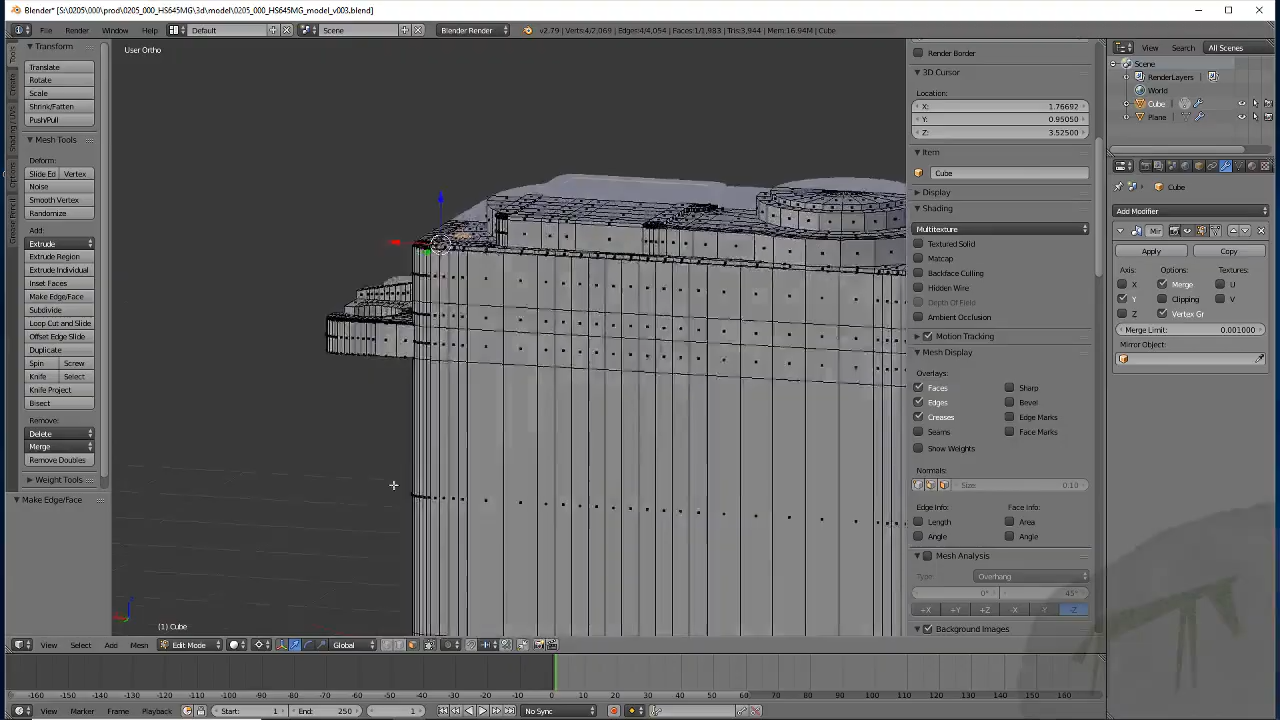 Blender* [S:\0205\000\prod\0205_000_HS645MG\3d\model\0205_000_HS645MG_model_v003.blend]
File Render Window Help Default Scene Blender Render v2.79 | Verts:4/2,069 | Edges:4/4,054 | Faces:1/1,983 | Tris:3,944 | Mem:16.94M | Cube
Tools
Create
Shading / UVs
Options
Grease Pencil
Transform
Translate
Rotate
Scale
Shrink/Fatten
Push/Pull
Mesh Tools
Deform:
Slide Ed Vertex
Noise
Smooth Vertex
Randomize
Add:
Extrude
Extrude Region
Extrude Individual
Inset Faces
Make Edge/Face
Subdivide
Loop Cut and Slide
Offset Edge Slide
Duplicate
Spin Screw
Knife Select
Knife Project
Bisect
Remove:
Delete
Merge
Remove Doubles
Weight Tools
Make Edge/Face
User Ortho
(1) Cube
Render Border
3D Cursor
Location:
X: 1.76692
Y: 0.95050
Z: 3.52500
Item
Cube
Display
Shading
Multitexture
Textured Solid
Matcap
Backface Culling
Hidden Wire
Depth Of Field
Ambient Occlusion
Motion Tracking
Mesh Display
Overlays:
Faces Sharp
Edges Bevel
Creases Edge Marks
Seams Face Marks
Show Weights
Normals:
Size: 0.10
Edge Info: Face Info:
Length Area
Angle Angle
Mesh Analysis
Type: Overhang
0° 45°
+X +Y +Z -X -Y -Z
Background Images
View Search All Scenes
Scene
RenderLayers
World
Cube
Plane
Cube
Add Modifier
Mir
Apply Copy
Axis: Options: Textures:
X Merge U
Y Clipping V
Z Vertex Gr
Merge Limit: 0.001000
Mirror Object:
View Select Add Mesh Edit Mode Global
-160 -150 -140 -130 -120 -110 -100 -90 -80 -70 -60 -50 -40 -30 -20 -10 0 10 20 30 40 50 60 70 80 90 100 110 120 130 140 150 160
View Marker Frame Playback Start: 1 End: 250 1 No Sync